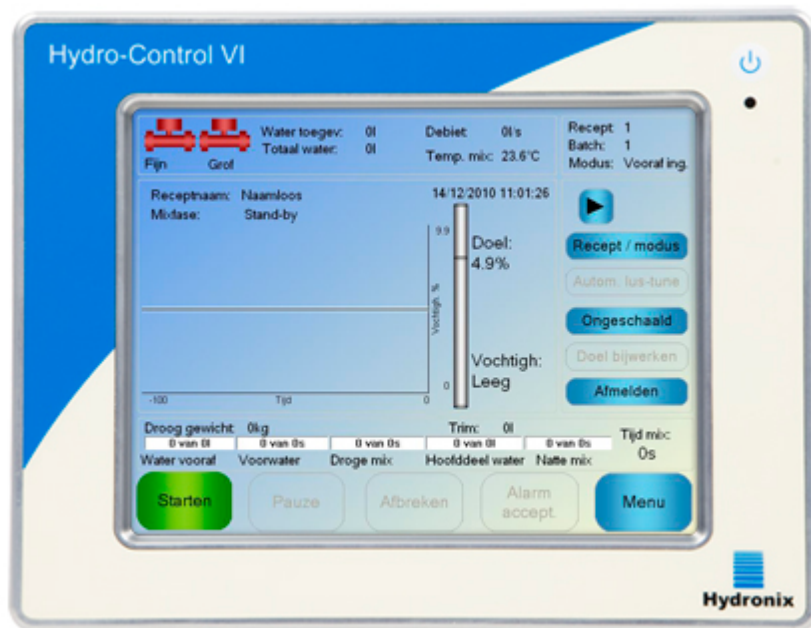 Hydro-Control VI
Water toegev: 0l
Totaal water: 0l
Debiet 0l/s
Temp. mix: 23.6°C
Recept 1
Batch: 1
Modus: Vooraf ing.
Fijn Grof
Receptnaam: Naamloos
Mixfase: Stand-by
14/12/2010 11:01:26
9.9
Doel:
4.9%
Vochtigh. %
Vochtigh:
Leeg
0
-100 Tijd 0
Recept / modus
Autom. lus-tune
Ongeschaald
Doel bijwerken
Afmelden
Droog gewicht 0kg
Trim: 0l
0 van 0l 0 van 0s 0 van 0s 0 van 0l 0 van 0s
Water vooraf Voorwater Droge mix Hoofddeel water Natte mix
Tijd mix:
0s
Starten Pauze Afbreken Alarm accept. Menu
Hydronix